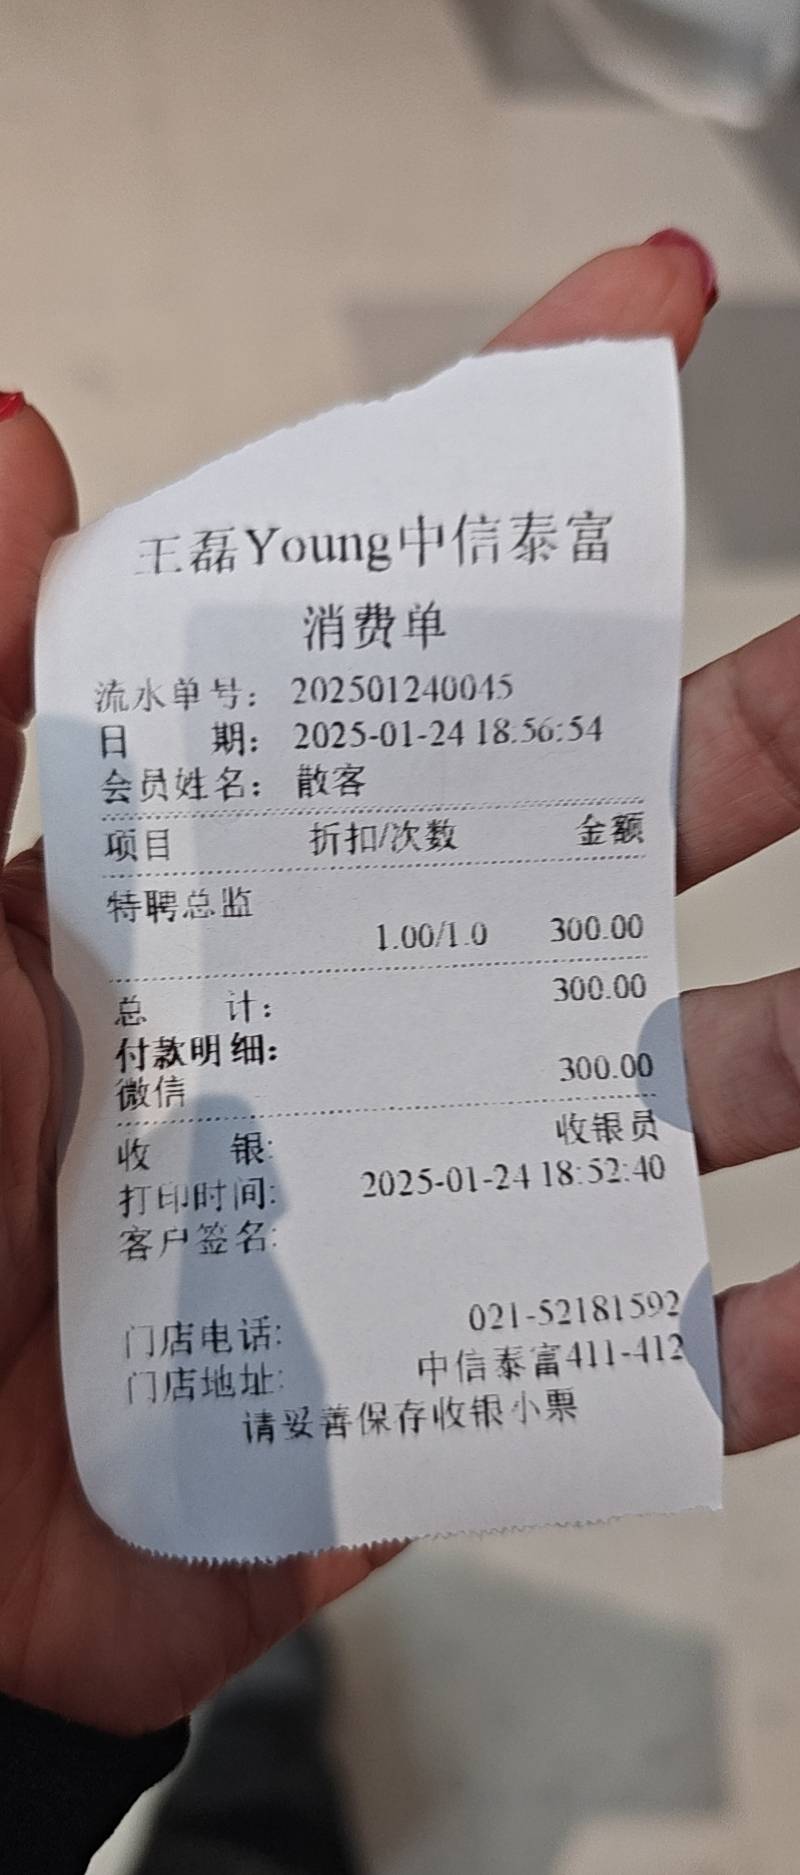 王磊Young中信泰富
消费单
流水单号: 202501240045
日 期: 2025-01-24 18:56:54
会员姓名: 散客
项目 折扣/次数 金额
特聘总监
1.00/1.0 300.00
总 计: 300.00
付款明细:
微信 300.00
收 银: 收银员
打印时间: 2025-01-24 18:52:40
客户签名:
门店电话: 021-52181592
门店地址: 中信泰富411-412
请妥善保存收银小票